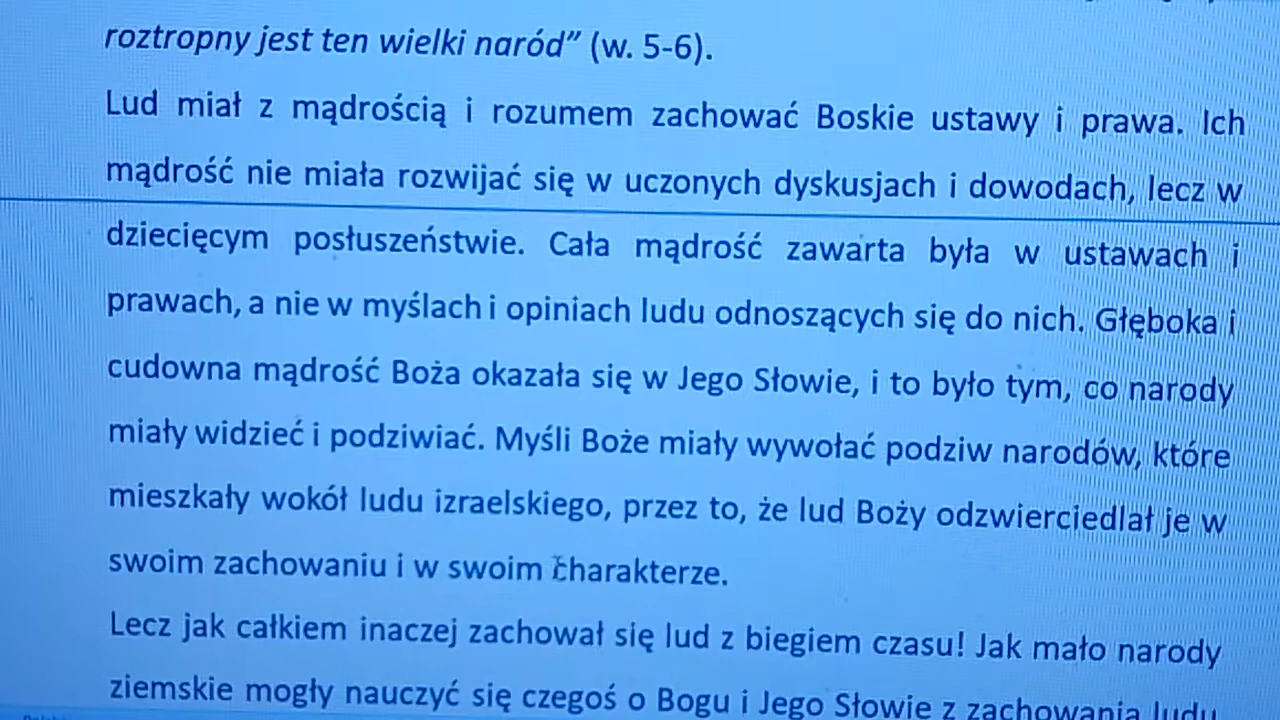 roztropny jest ten wielki naród” (w. 5-6).
Lud miał z mądrością i rozumem zachować Boskie ustawy i prawa. Ich
mądrość nie miała rozwijać się w uczonych dyskusjach i dowodach, lecz w
dziecięcym posłuszeństwie. Cała mądrość zawarta była w ustawach i
prawach, a nie w myślach i opiniach ludu odnoszących się do nich. Głęboka i
cudowna mądrość Boża okazała się w Jego Słowie, i to było tym, co narody
miały widzieć i podziwiać. Myśli Boże miały wywołać podziw narodów, które
mieszkały wokół ludu izraelskiego, przez to, że lud Boży odzwierciedlał je w
swoim zachowaniu i w swoim charakterze.
Lecz jak całkiem inaczej zachował się lud z biegiem czasu! Jak mało narody
ziemskie mogły nauczyć się czegoś o Bogu i Jego Słowie z zachowania ludu